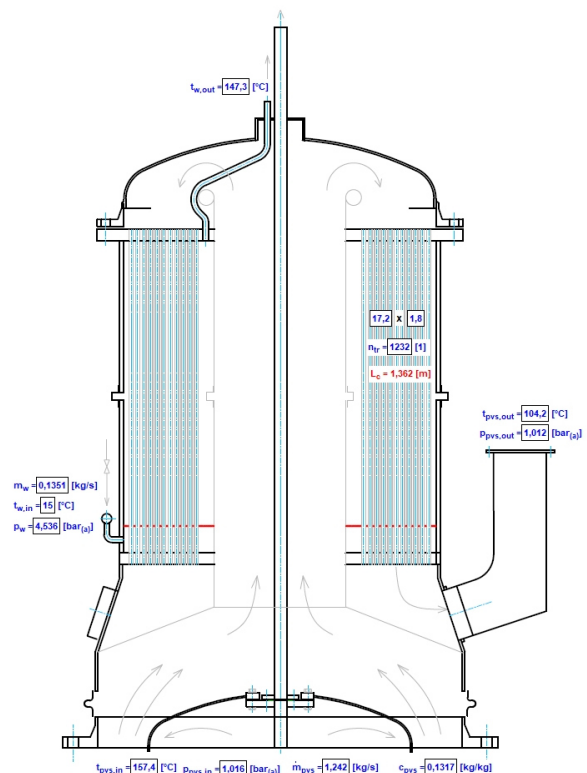 t_w,out = 147,3 [°C]
17,2 x 1,8
n_tr = 1232 [1]
L_c = 1,362 [m]
t_pvs,out = 104,2 [°C]
p_pvs,out = 1,012 [bar_(a)]
m_w = 0,1351 [kg/s]
t_w,in = 15 [°C]
p_w = 4,536 [bar_(a)]
t_pvs,in = 157,4 [°C] p_pvs,in = 1,016 [bar_(a)] ṁ_pvs = 1,242 [kg/s] c_pvs = 0,1317 [kg/kg]